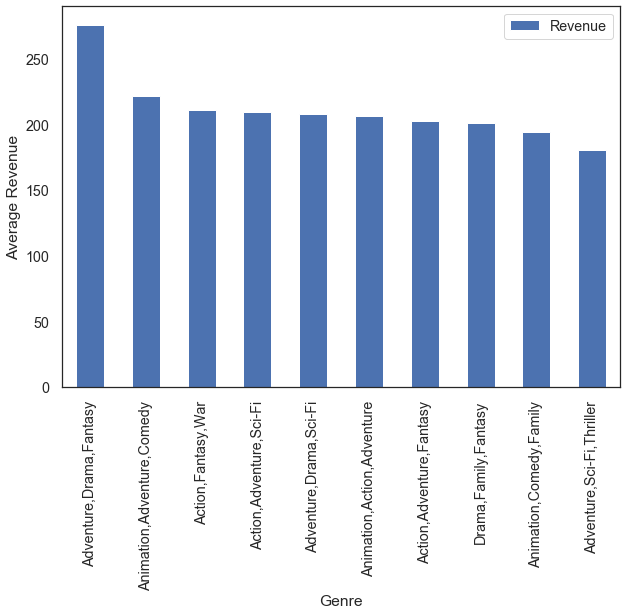 Revenue
Average Revenue
250
200
150
100
50
0
Adventure,Drama,Fantasy
Animation,Adventure,Comedy
Action,Fantasy,War
Action,Adventure,Sci-Fi
Adventure,Drama,Sci-Fi
Animation,Action,Adventure
Action,Adventure,Fantasy
Drama,Family,Fantasy
Animation,Comedy,Family
Adventure,Sci-Fi,Thriller
Genre